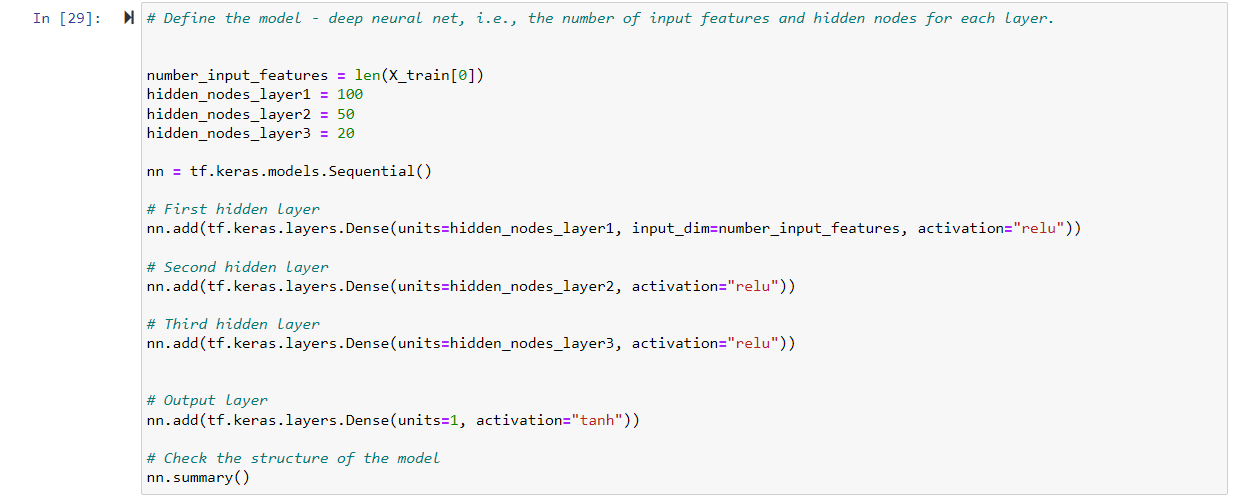 In [29]:
# Define the model - deep neural net, i.e., the number of input features and hidden nodes for each layer.
number_input_features = len(X_train[0])
hidden_nodes_layer1 = 100
hidden_nodes_layer2 = 50
hidden_nodes_layer3 = 20
nn = tf.keras.models.Sequential()
# First hidden layer
nn.add(tf.keras.layers.Dense(units=hidden_nodes_layer1, input_dim=number_input_features, activation="relu"))
# Second hidden layer
nn.add(tf.keras.layers.Dense(units=hidden_nodes_layer2, activation="relu"))
# Third hidden layer
nn.add(tf.keras.layers.Dense(units=hidden_nodes_layer3, activation="relu"))
# Output layer
nn.add(tf.keras.layers.Dense(units=1, activation="tanh"))
# Check the structure of the model
nn.summary()